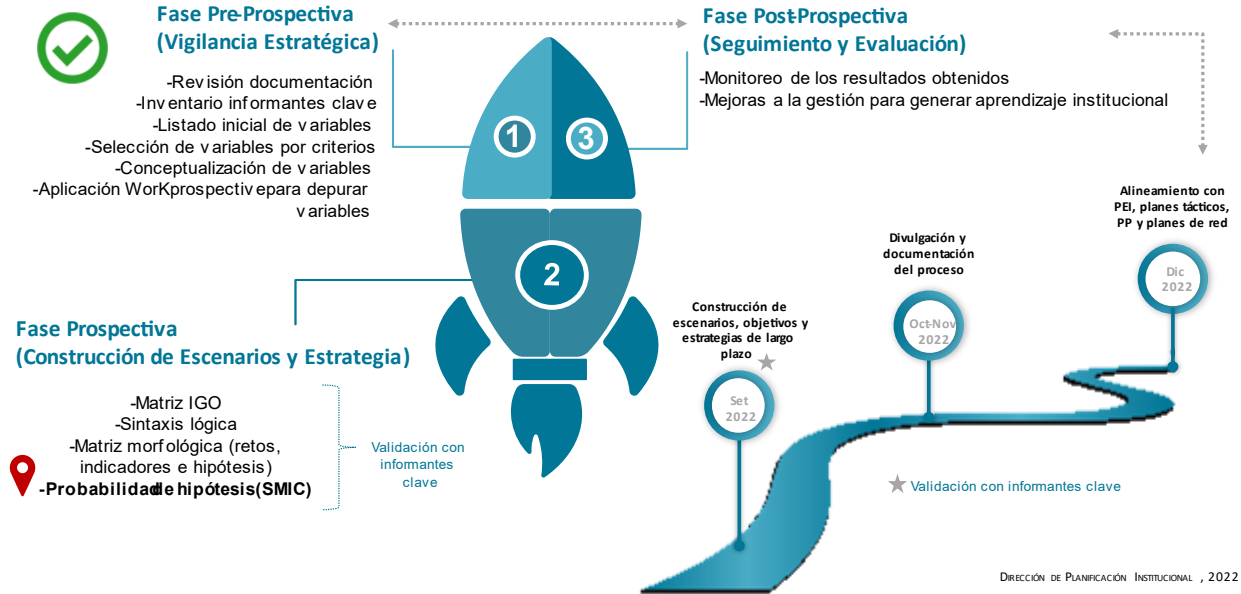 Fase Pre-Prospectiva
(Vigilancia Estratégica)
-Revisión documentación
-Inventario informantes clave
-Listado inicial de variables
-Selección de variables por criterios
-Conceptualización de variables
-Aplicación WorKprospectivepara depurar
variables
1
3
2
Fase Post-Prospectiva
(Seguimiento y Evaluación)
-Monitoreo de los resultados obtenidos
-Mejoras a la gestión para generar aprendizaje institucional
Fase Prospectiva
(Construcción de Escenarios y Estrategia)
-Matriz IGO
-Sintaxis lógica
-Matriz morfológica (retos,
indicadores e hipótesis)
-Probabilidad de hipótesis (SMIC)
Validación con
informantes
clave
Construcción de
escenarios, objetivos y
estrategias de largo
plazo
Set
2022
Divulgación y
documentación
del proceso
Oct-Nov
2022
Alineamiento con
PEI, planes tácticos,
PP y planes de red
Dic
2022
Validación con informantes clave
Dirección de Planificación Institucional , 2022